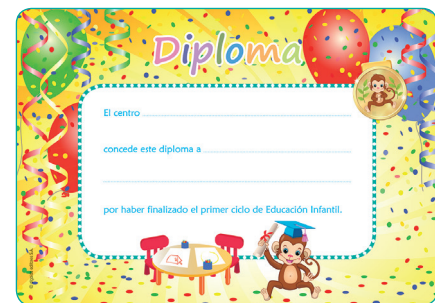 Diploma
El centro
concede este diploma a
por haber finalizado el primer ciclo de Educación Infantil.